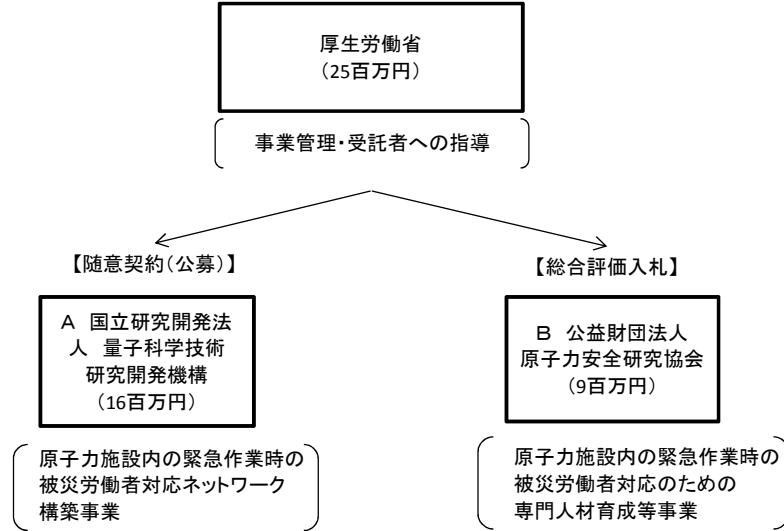 厚生労働省
（25百万円）
事業管理・受託者への指導
【随意契約（公募）】
A　国立研究開発法
人　量子科学技術
研究開発機構
（16百万円）
原子力施設内の緊急作業時の
被災労働者対応ネットワーク
構築事業
【総合評価入札】
B　公益財団法人
原子力安全研究協会
（9百万円）
原子力施設内の緊急作業時の
被災労働者対応のための
専門人材育成等事業